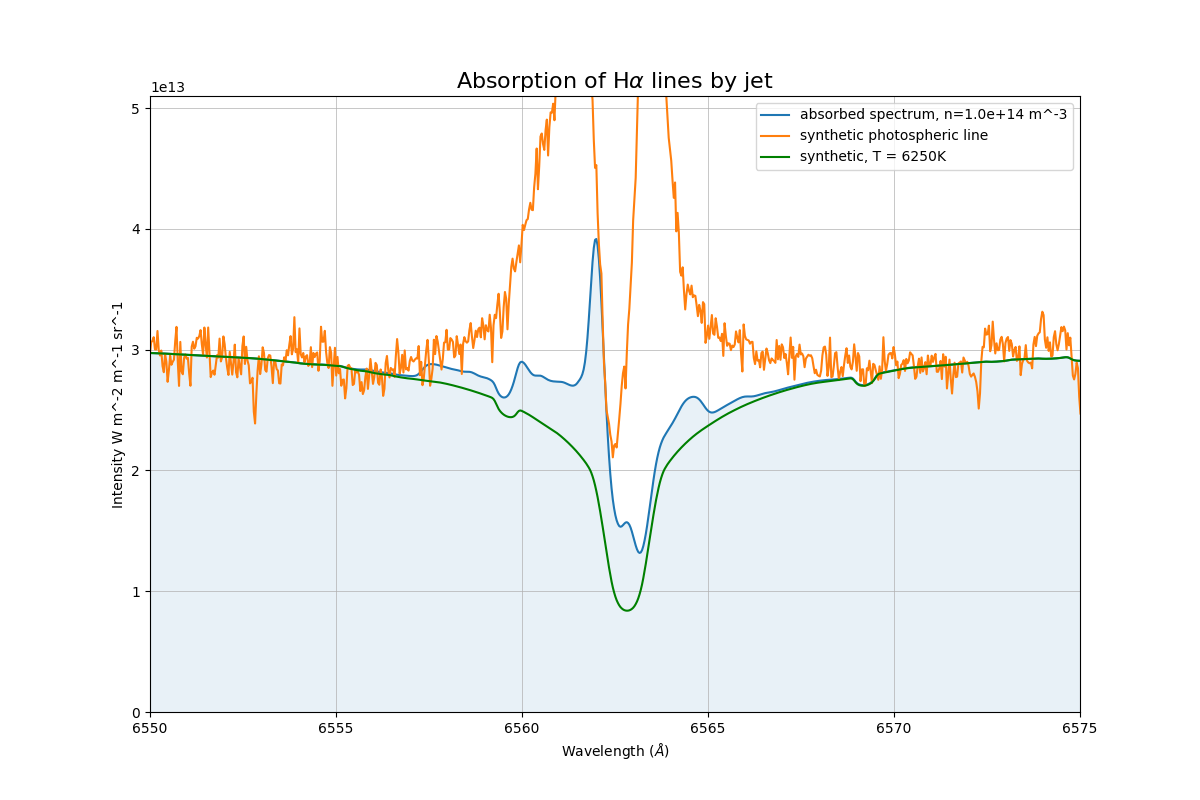 Absorption of Hα lines by jet
1e13
absorbed spectrum, n=1.0e+14 m^-3
synthetic photospheric line
synthetic, T = 6250K
5
4
3
2
1
0
Intensity W m^-2 m^-1 sr^-1
6550
6555
6560
6565
6570
6575
Wavelength (Å)